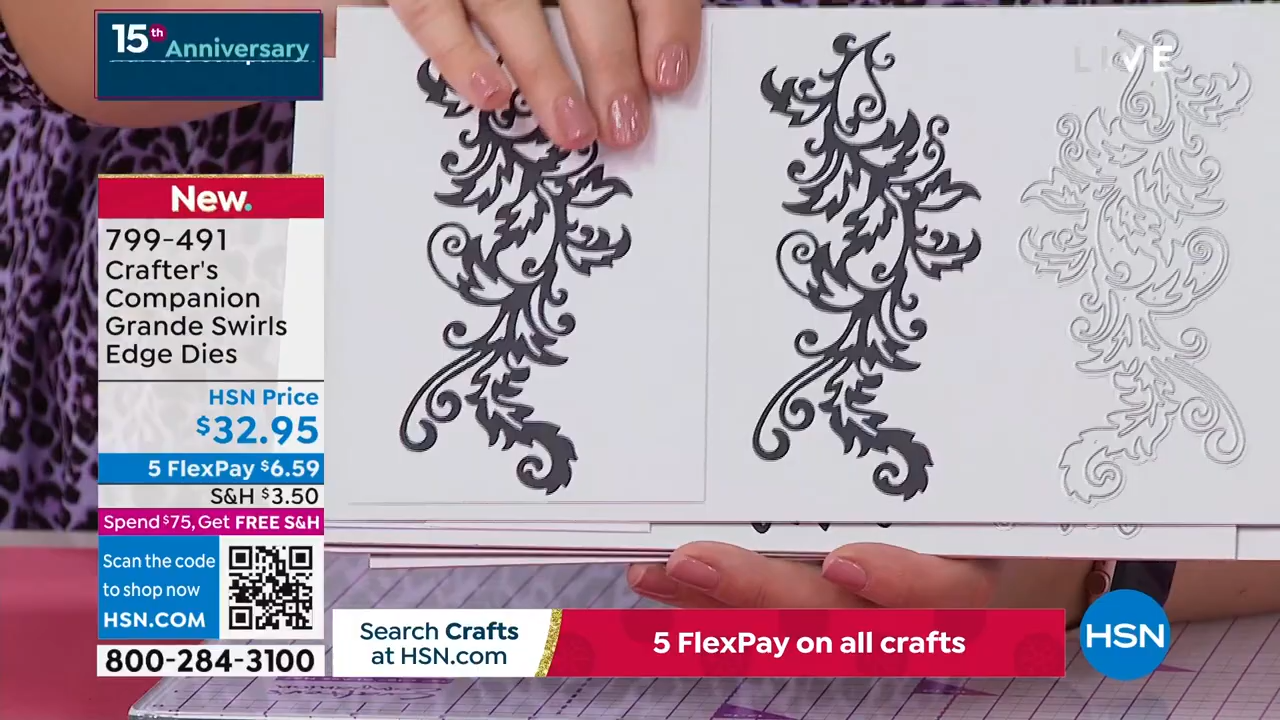 15th Anniversary
LIVE
New.
799-491
Crafter's
Companion
Grande Swirls
Edge Dies
HSN Price
$32.95
5 FlexPay $6.59
S&H $3.50
Spend $75, Get FREE S&H
Scan the code
to shop now
HSN.COM
800-284-3100
Search Crafts
at HSN.com
5 FlexPay on all crafts
HSN